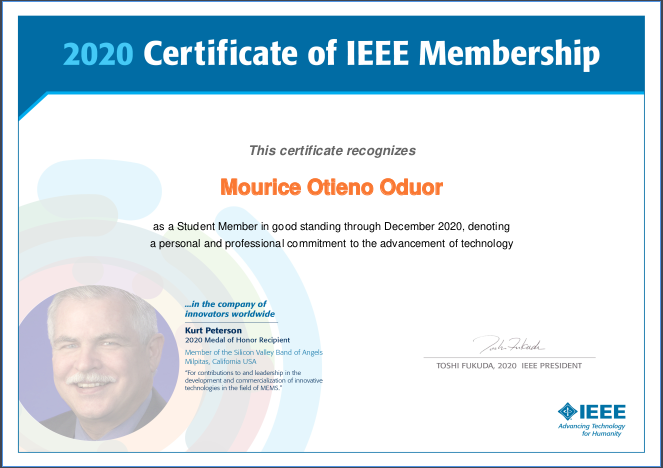 2020 Certificate of IEEE Membership
This certificate recognizes
Mourice Otieno Oduor
as a Student Member in good standing through December 2020, denoting
a personal and professional commitment to the advancement of technology
...in the company of
innovators worldwide
Kurt Peterson
2020 Medal of Honor Recipient
Member of the Silicon Valley Band of Angels
Milpitas, California USA
"For contributions to and leadership in the
development and commercialization of innovative
technologies in the field of MEMS."
Toshi Fukuda
TOSHI FUKUDA, 2020 IEEE PRESIDENT
IEEE
Advancing Technology
for Humanity